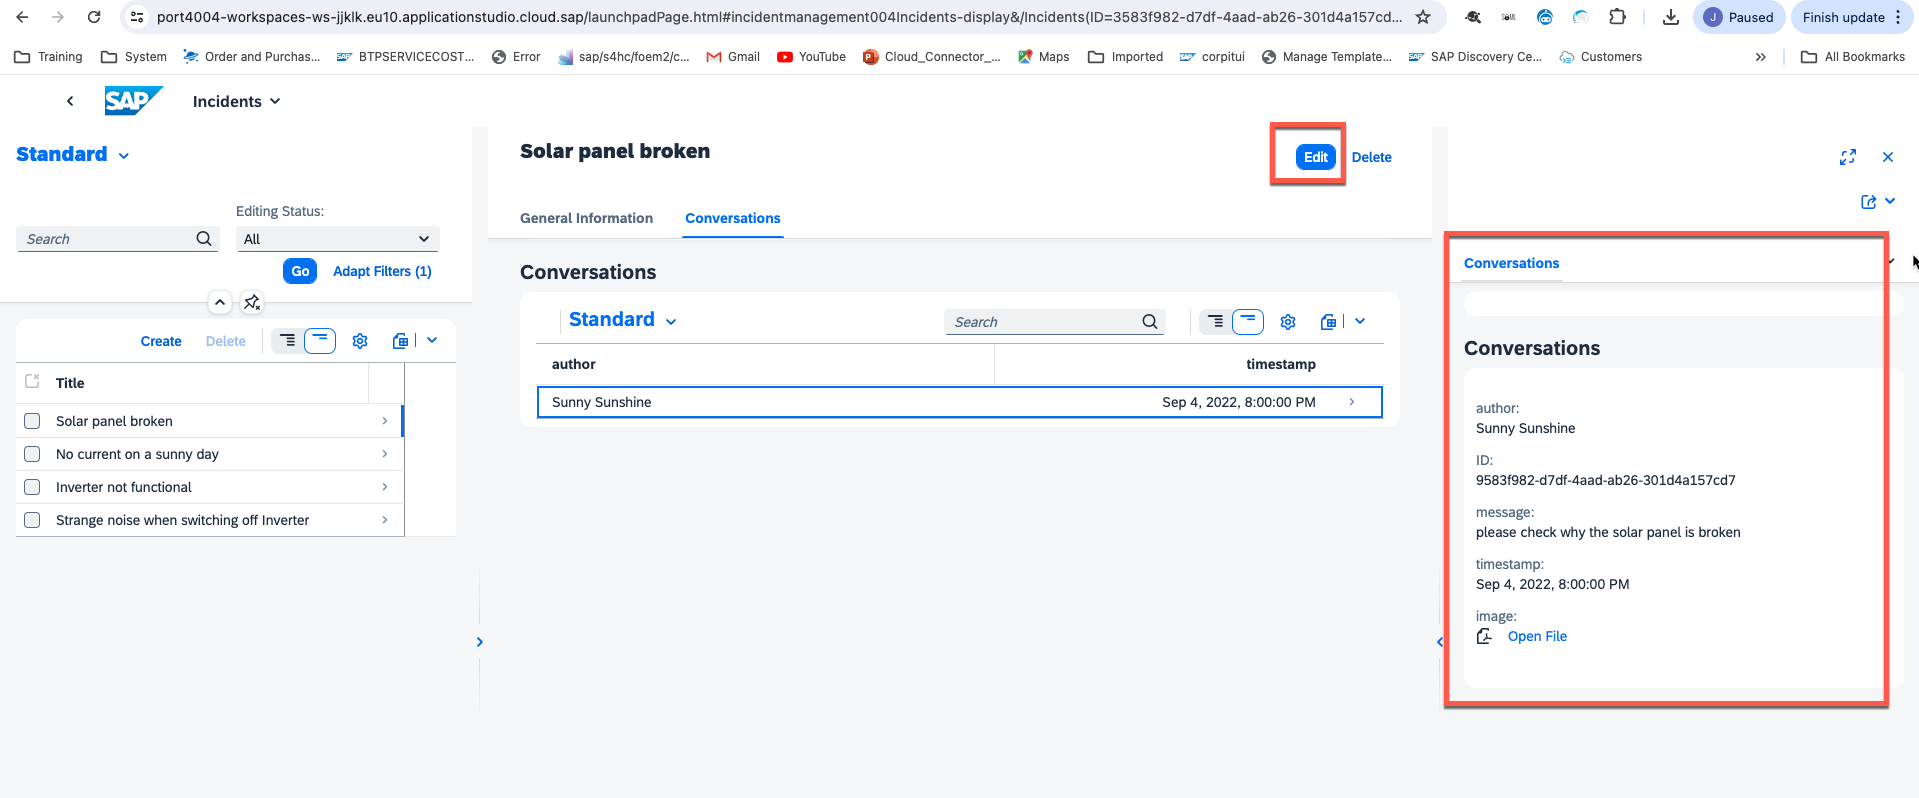 port4004-workspaces-ws-jjklk.eu10.applicationstudio.cloud.sap/launchpadPage.html#incidentmanagement004Incidents-display&/Incidents(ID=3583f982-d7df-4aad-ab26-301d4a157cd...
J Paused
Finish update
Training
System
Order and Purchas...
BTPSERVICECOST...
Error
sap/s4hc/foem2/c...
Gmail
YouTube
Cloud_Connector_...
Maps
Imported
corpitui
Manage Template...
SAP Discovery Ce...
Customers
All Bookmarks
SAP
Incidents
Standard
Editing Status:
Search
All
Go
Adapt Filters (1)
Create
Delete
Title
Solar panel broken
No current on a sunny day
Inverter not functional
Strange noise when switching off Inverter
Solar panel broken
Edit
Delete
General Information
Conversations
Conversations
Standard
Search
author
timestamp
Sunny Sunshine
Sep 4, 2022, 8:00:00 PM
Conversations
Conversations
author:
Sunny Sunshine
ID:
9583f982-d7df-4aad-ab26-301d4a157cd7
message:
please check why the solar panel is broken
timestamp:
Sep 4, 2022, 8:00:00 PM
image:
Open File